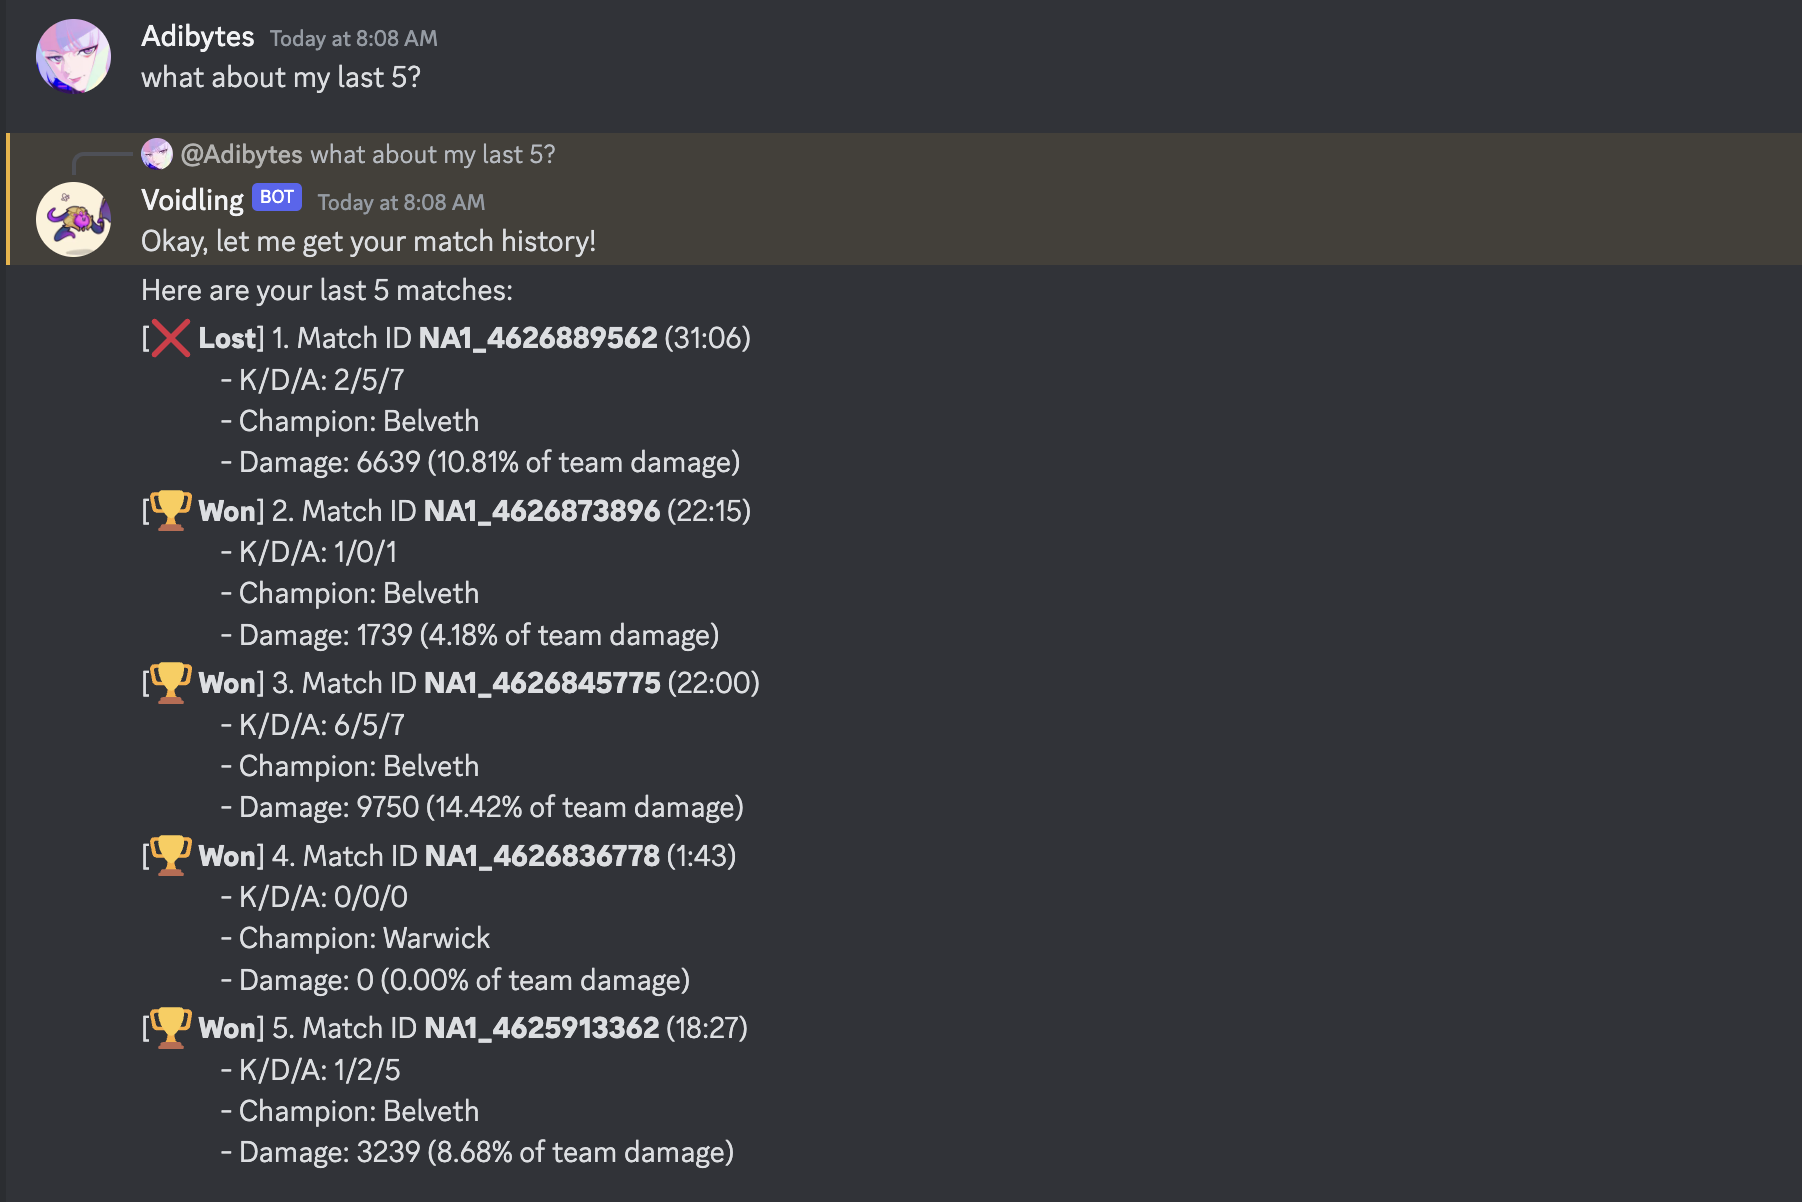 Adibytes Today at 8:08 AM
what about my last 5?
@Adibytes what about my last 5?
Voidling BOT Today at 8:08 AM
Okay, let me get your match history!
Here are your last 5 matches:
[❌ Lost] 1. Match ID NA1_4626889562 (31:06)
- K/D/A: 2/5/7
- Champion: Belveth
- Damage: 6639 (10.81% of team damage)
[🏆 Won] 2. Match ID NA1_4626873896 (22:15)
- K/D/A: 1/0/1
- Champion: Belveth
- Damage: 1739 (4.18% of team damage)
[🏆 Won] 3. Match ID NA1_4626845775 (22:00)
- K/D/A: 6/5/7
- Champion: Belveth
- Damage: 9750 (14.42% of team damage)
[🏆 Won] 4. Match ID NA1_4626836778 (1:43)
- K/D/A: 0/0/0
- Champion: Warwick
- Damage: 0 (0.00% of team damage)
[🏆 Won] 5. Match ID NA1_4625913362 (18:27)
- K/D/A: 1/2/5
- Champion: Belveth
- Damage: 3239 (8.68% of team damage)